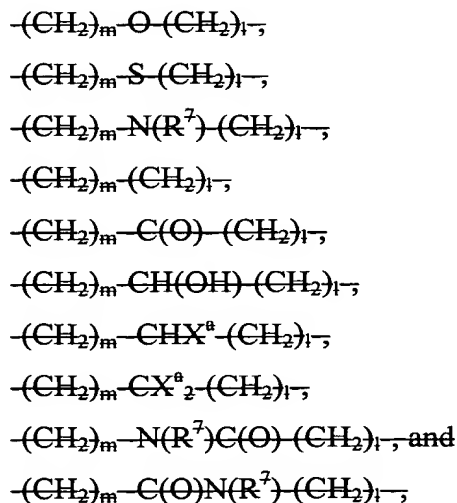 -(CH₂)ₘ-O-(CH₂)ₗ-,
-(CH₂)ₘ-S-(CH₂)ₗ-,
-(CH₂)ₘ-N(R⁷)-(CH₂)ₗ-,
-(CH₂)ₘ-(CH₂)ₗ-,
-(CH₂)ₘ-C(O)-(CH₂)ₗ-,
-(CH₂)ₘ-CH(OH)-(CH₂)ₗ-,
-(CH₂)ₘ-CHXᵃ-(CH₂)ₗ-,
-(CH₂)ₘ-CXᵃ₂-(CH₂)ₗ-,
-(CH₂)ₘ-N(R⁷)C(O)-(CH₂)ₗ-, and
-(CH₂)ₘ-C(O)N(R⁷)-(CH₂)ₗ-,